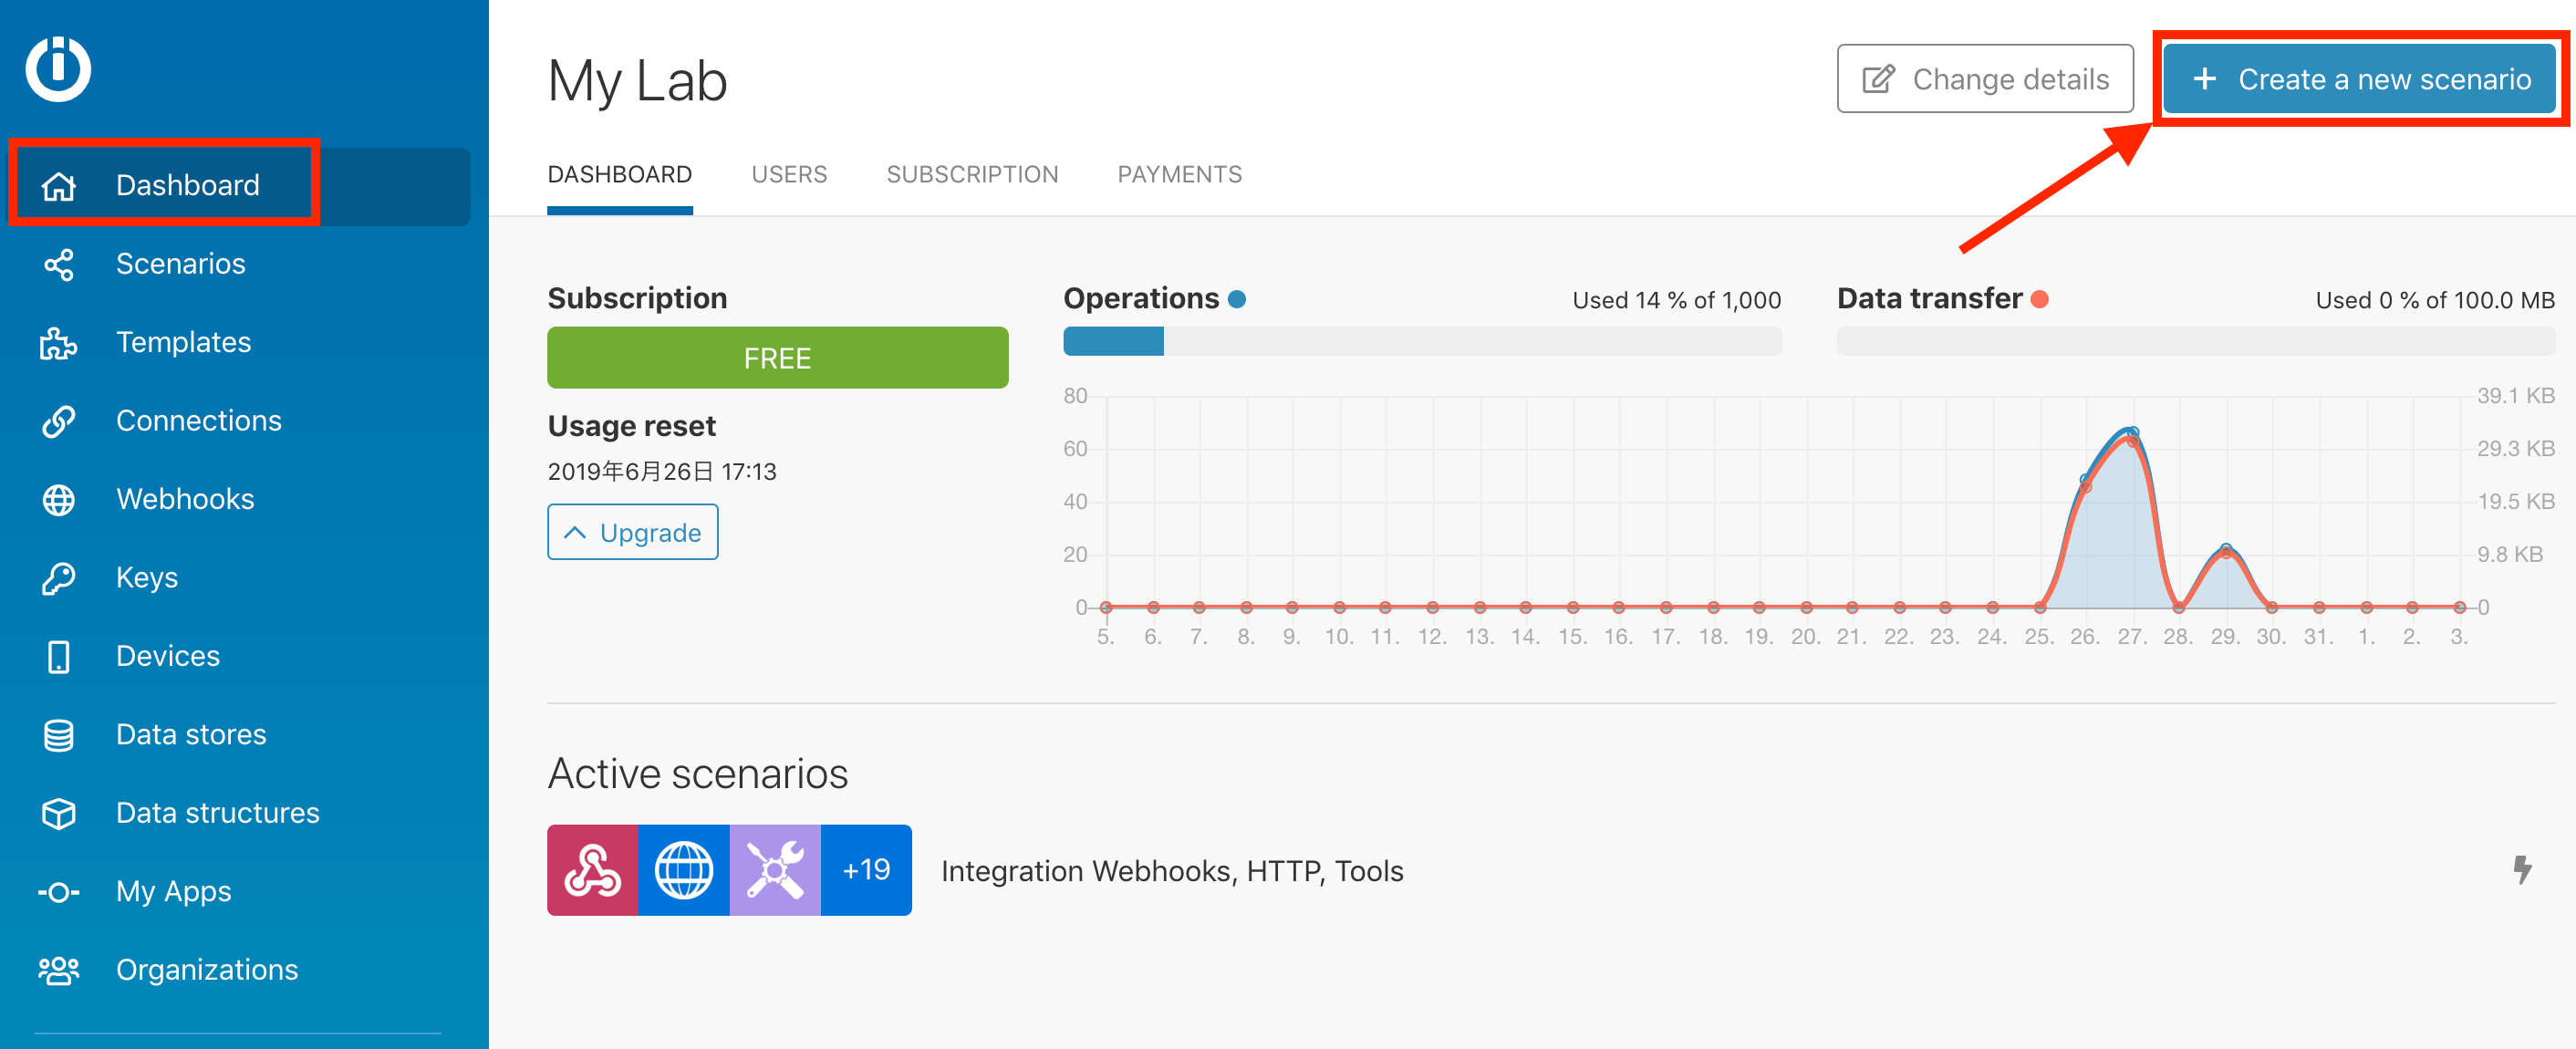 Dashboard
Scenarios
Templates
Connections
Webhooks
Keys
Devices
Data stores
Data structures
My Apps
Organizations
My Lab
Change details
+ Create a new scenario
DASHBOARD USERS SUBSCRIPTION PAYMENTS
Subscription
FREE
Usage reset
2019年6月26日 17:13
Upgrade
Operations Used 14 % of 1,000
Data transfer Used 0 % of 100.0 MB
80 39.1 KB
60 29.3 KB
40 19.5 KB
20 9.8 KB
0 0
5. 6. 7. 8. 9. 10. 11. 12. 13. 14. 15. 16. 17. 18. 19. 20. 21. 22. 23. 24. 25. 26. 27. 28. 29. 30. 31. 1. 2. 3.
Active scenarios
+19 Integration Webhooks, HTTP, Tools